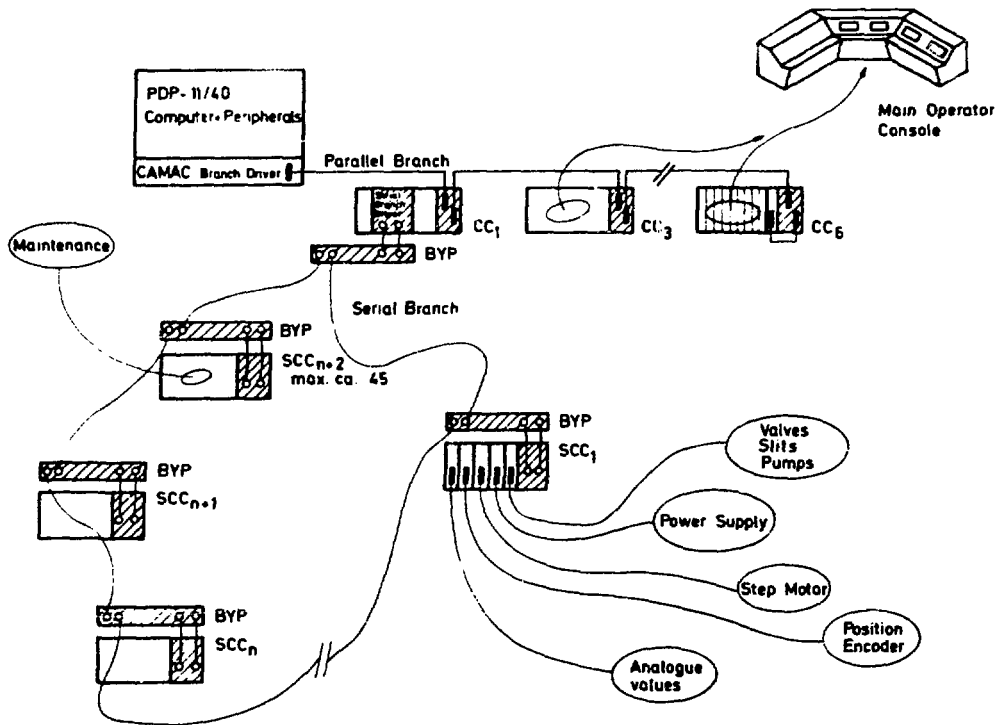 PDP-11/40
Computer+Peripherals
CAMAC Branch Driver
Parallel Branch
Main Operator
Console
CC1
CC3
CC6
BYP
Maintenance
Serial Branch
BYP
SCCn+2
max. ca. 45
BYP
SCC1
Valves
Slits
Pumps
BYP
SCCn+1
Power Supply
Step Motor
BYP
SCCn
Position
Encoder
Analogue
values